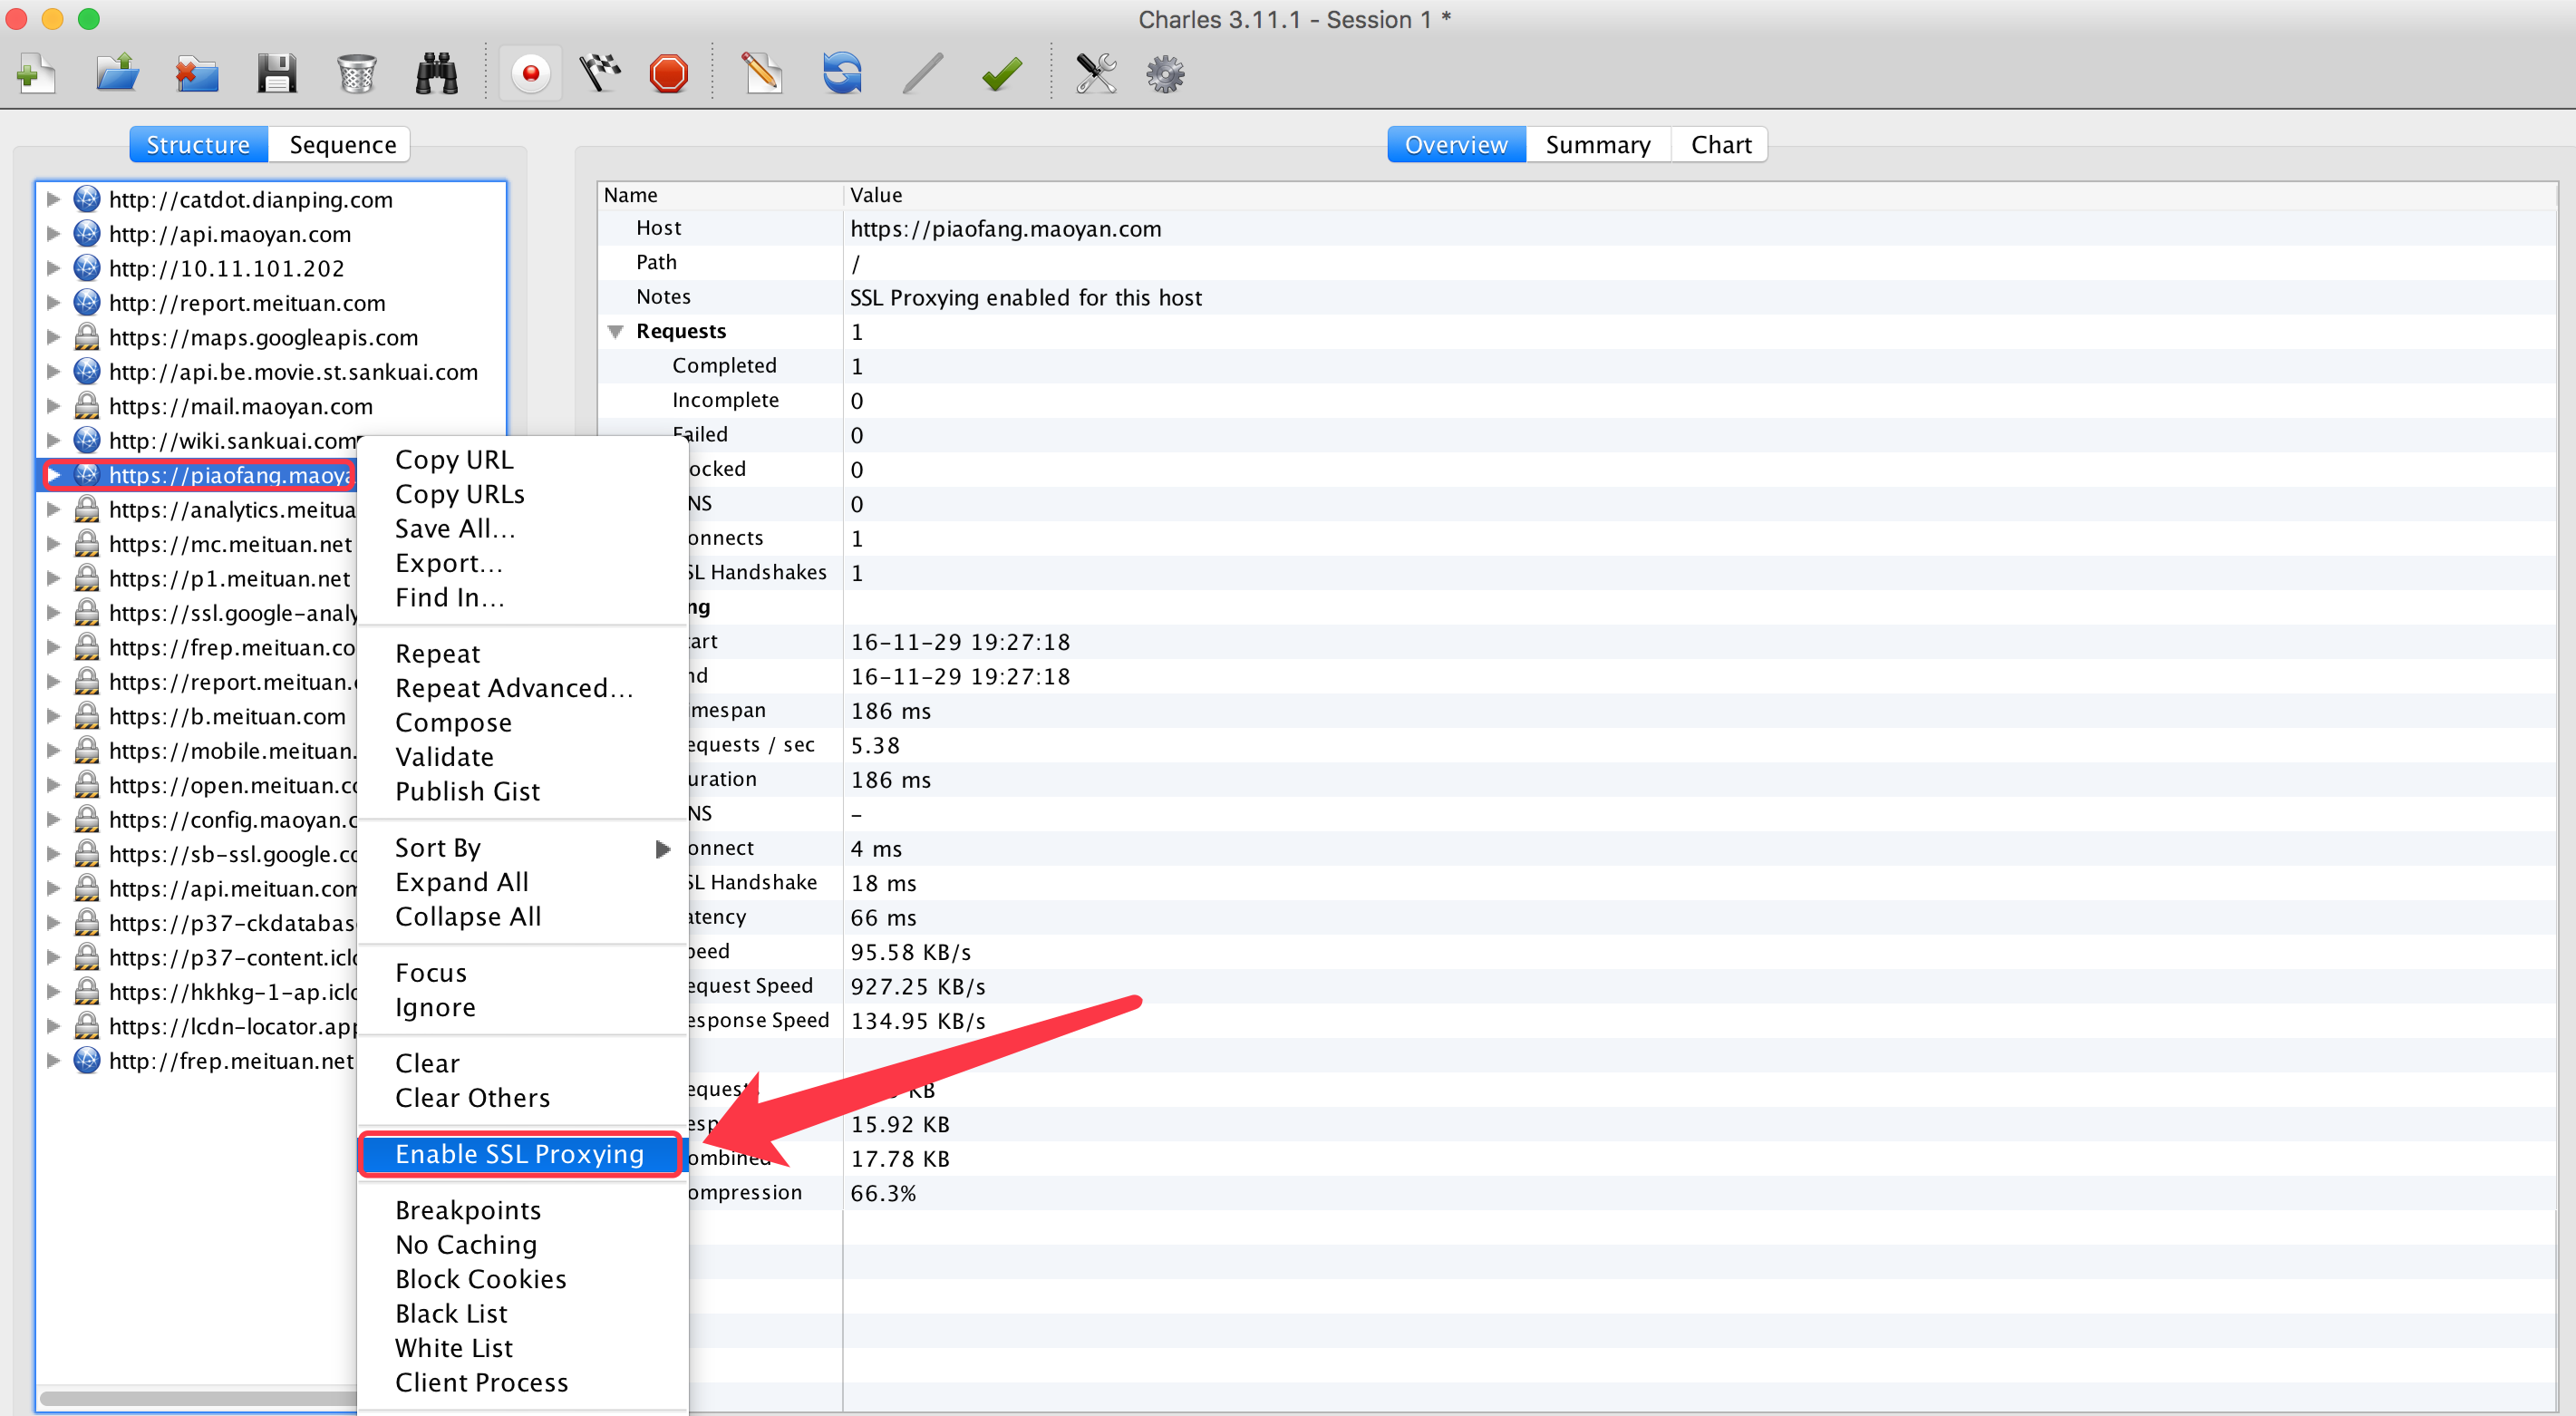 Charles 3.11.1 - Session 1 *
Structure
Sequence
Overview
Summary
Chart
http://catdot.dianping.com
http://api.maoyan.com
http://10.11.101.202
http://report.meituan.com
https://maps.googleapis.com
http://api.be.movie.st.sankuai.com
https://mail.maoyan.com
http://wiki.sankuai.com
https://piaofang.maoya
https://analytics.meitua
https://mc.meituan.net
https://p1.meituan.net
https://ssl.google-analy
https://frep.meituan.co
https://report.meituan.
https://b.meituan.com
https://mobile.meituan.
https://open.meituan.co
https://config.maoyan.c
https://sb-ssl.google.co
https://api.meituan.com
https://p37-ckdatabas
https://p37-content.iclo
https://hkhkg-1-ap.iclo
https://lcdn-locator.app
http://frep.meituan.net
Copy URL
Copy URLs
Save All...
Export...
Find In...
Repeat
Repeat Advanced...
Compose
Validate
Publish Gist
Sort By
Expand All
Collapse All
Focus
Ignore
Clear
Clear Others
Enable SSL Proxying
Breakpoints
No Caching
Block Cookies
Black List
White List
Client Process
Name Value
Host https://piaofang.maoyan.com
Path /
Notes SSL Proxying enabled for this host
Requests 1
Completed 1
Incomplete 0
Failed 0
ocked 0
NS 0
onnects 1
SL Handshakes 1
ng
tart 16-11-29 19:27:18
nd 16-11-29 19:27:18
mespan 186 ms
equests / sec 5.38
uration 186 ms
NS –
onnect 4 ms
SL Handshake 18 ms
atency 66 ms
peed 95.58 KB/s
equest Speed 927.25 KB/s
esponse Speed 134.95 KB/s
equest KB
esp 15.92 KB
ombined 17.78 KB
ompression 66.3%